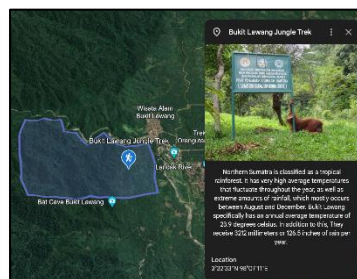 Bukit Lawang Jungle Trek
Wisata Alam
Bukit Lawang
Bukit Lawang Jungle Trek
Landak River
Bat Cave Bukit Lawang
Northern Sumatra is classified as a tropical
rainforest. It has very high average temperatures
that fluctuate throughout the year, as well as
extreme amounts of rainfall, which mostly occurs
between August and December. Bukit Lawang
specifically has an annual average temperature of
23.9 degrees celsius. In addition to this, They
receive 3212 millimeters or 126.5 inches of rain per
year.
Location